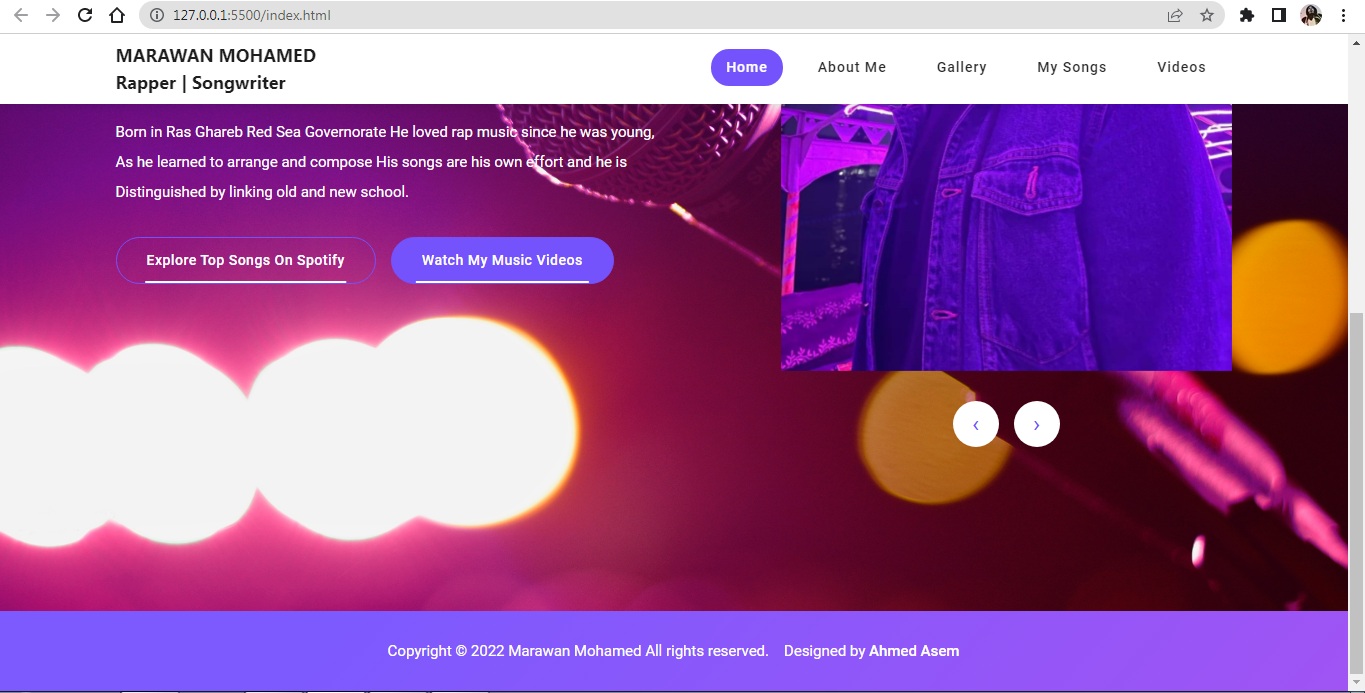 127.0.0.1:5500/index.html
MARAWAN MOHAMED
Rapper | Songwriter
Home About Me Gallery My Songs Videos
Born in Ras Ghareb Red Sea Governorate He loved rap music since he was young,
As he learned to arrange and compose His songs are his own effort and he is
Distinguished by linking old and new school.
Explore Top Songs On Spotify Watch My Music Videos
‹ ›
Copyright © 2022 Marawan Mohamed All rights reserved. Designed by Ahmed Asem